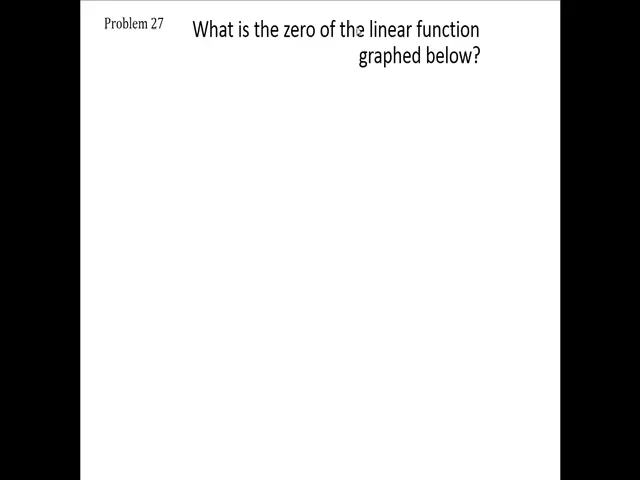 Problem 27
What is the zero of the linear function
graphed below?